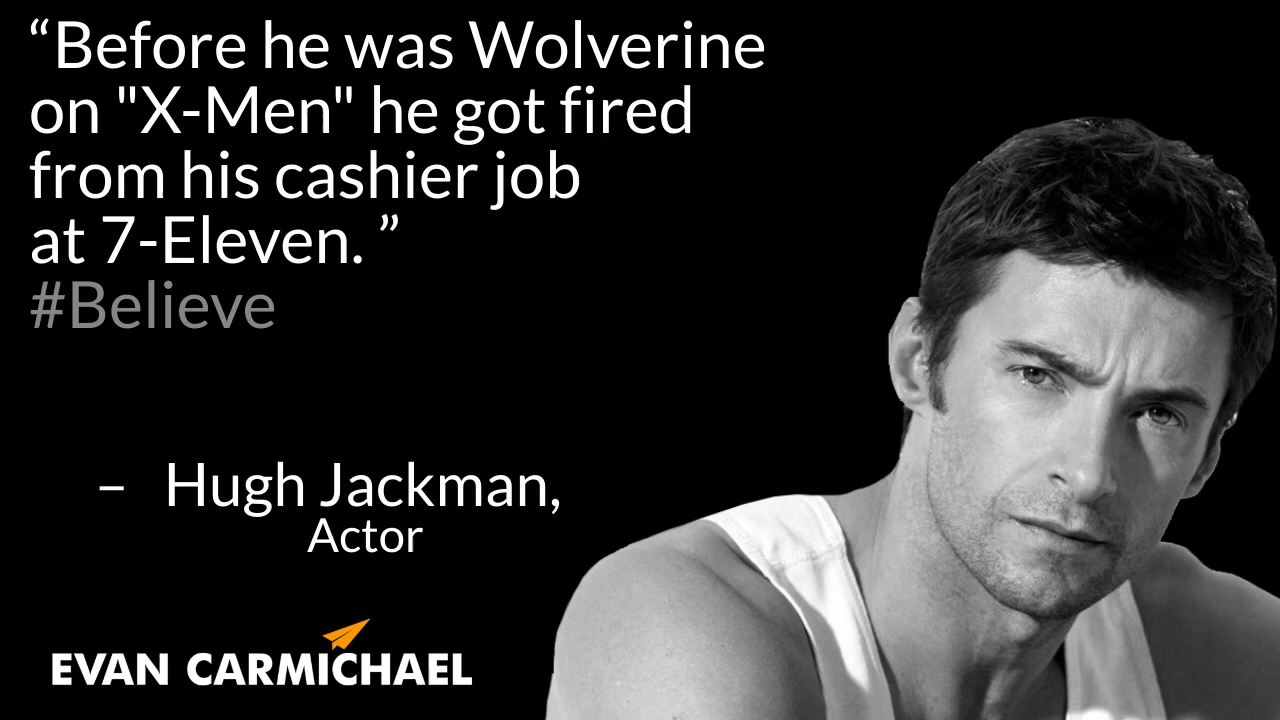 “Before he was Wolverine
on "X-Men" he got fired
from his cashier job
at 7-Eleven. ”
#Believe
– Hugh Jackman,
Actor
EVAN CARMICHAEL